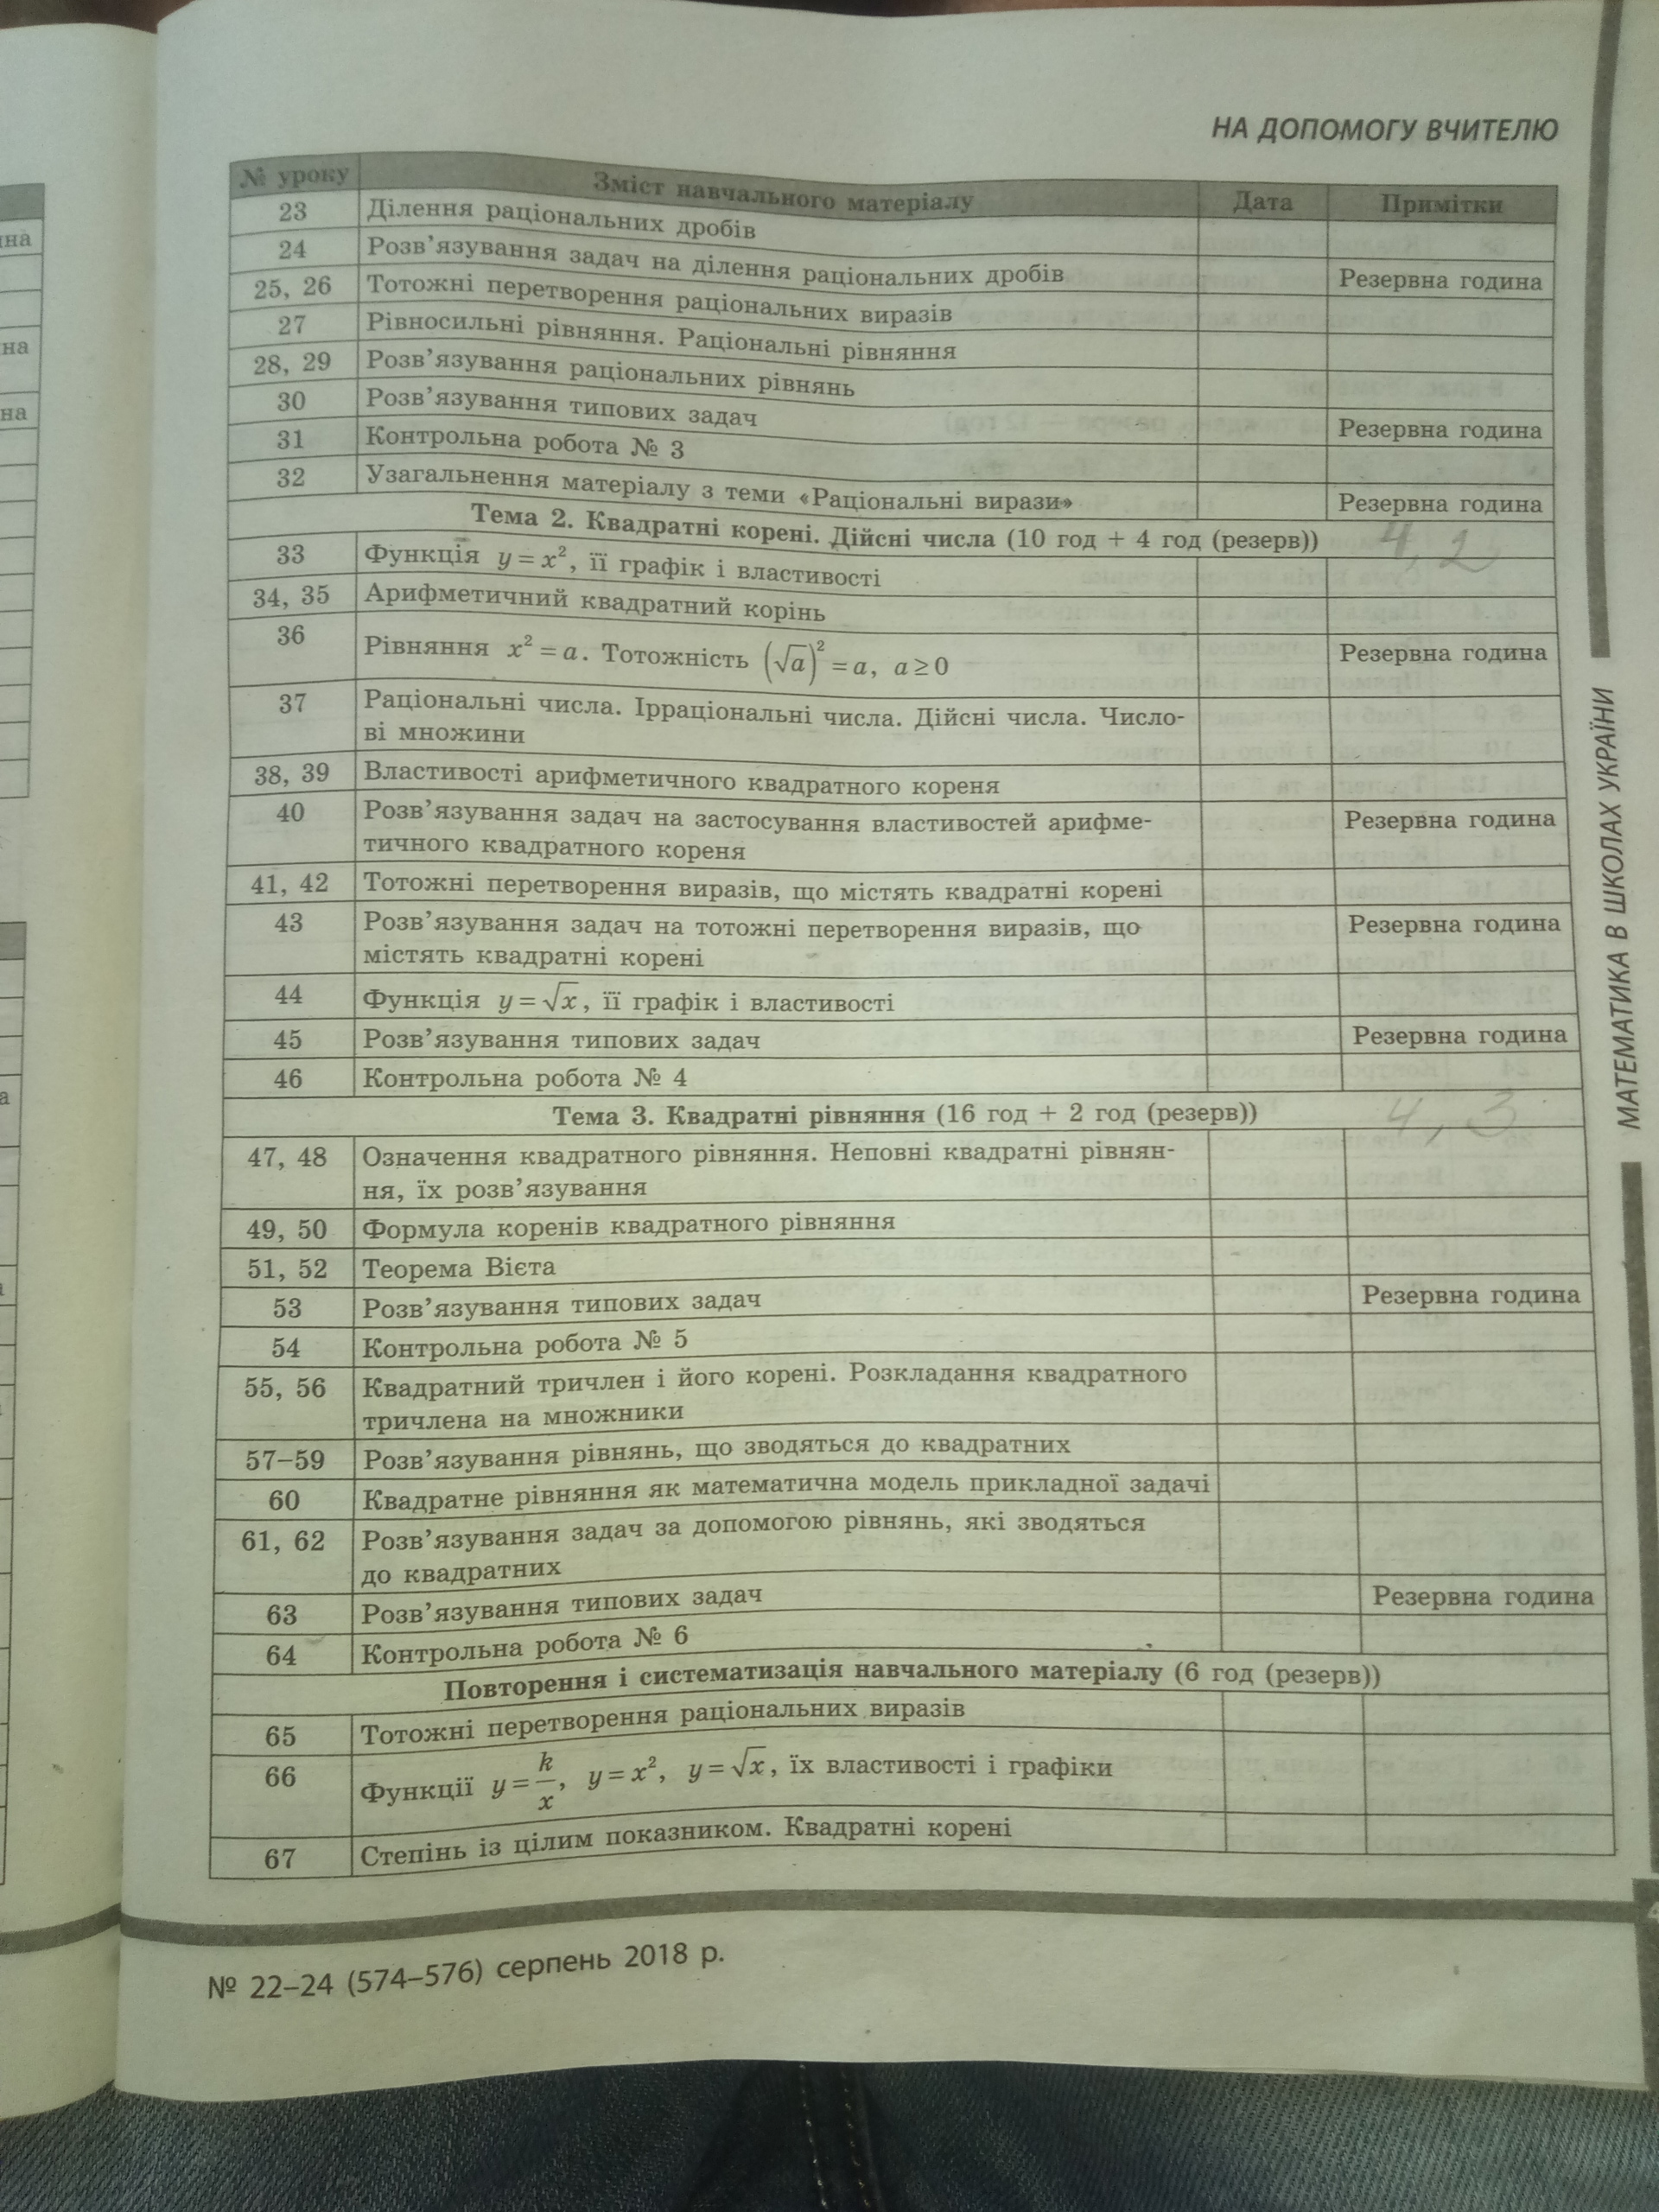 НА ДОПОМОГУ ВЧИТЕЛЮ
№ уроку Зміст навчального матеріалу Дата Примітки
23 Ділення раціональних дробів
24 Розв’язування задач на ділення раціональних дробів Резервна година
25, 26 Тотожні перетворення раціональних виразів
27 Рівносильні рівняння. Раціональні рівняння
28, 29 Розв’язування раціональних рівнянь
30 Розв’язування типових задач Резервна година
31 Контрольна робота № 3
32 Узагальнення матеріалу з теми «Раціональні вирази» Резервна година
Тема 2. Квадратні корені. Дійсні числа (10 год + 4 год (резерв)) 4, 2
33 Функція y = x², її графік і властивості
34, 35 Арифметичний квадратний корінь
36 Рівняння x² = a. Тотожність (√a)² = a, a ≥ 0 Резервна година
37 Раціональні числа. Ірраціональні числа. Дійсні числа. Число-
ві множини
38, 39 Властивості арифметичного квадратного кореня
40 Розв’язування задач на застосування властивостей арифме- Резервна година
тичного квадратного кореня
41, 42 Тотожні перетворення виразів, що містять квадратні корені
43 Розв’язування задач на тотожні перетворення виразів, що Резервна година
містять квадратні корені
44 Функція y = √x, її графік і властивості
45 Розв’язування типових задач Резервна година
46 Контрольна робота № 4
Тема 3. Квадратні рівняння (16 год + 2 год (резерв)) 4, 3
47, 48 Означення квадратного рівняння. Неповні квадратні рівнян-
ня, їх розв’язування
49, 50 Формула коренів квадратного рівняння
51, 52 Теорема Вієта
53 Розв’язування типових задач Резервна година
54 Контрольна робота № 5
55, 56 Квадратний тричлен і його корені. Розкладання квадратного
тричлена на множники
57–59 Розв’язування рівнянь, що зводяться до квадратних
60 Квадратне рівняння як математична модель прикладної задачі
61, 62 Розв’язування задач за допомогою рівнянь, які зводяться
до квадратних
63 Розв’язування типових задач Резервна година
64 Контрольна робота № 6
Повторення і систематизація навчального матеріалу (6 год (резерв))
65 Тотожні перетворення раціональних виразів
66 Функції y = k/x, y = x², y = √x, їх властивості і графіки
67 Степінь із цілим показником. Квадратні корені
№ 22–24 (574–576) серпень 2018 р.
МАТЕМАТИКА В ШКОЛАХ УКРАЇНИ